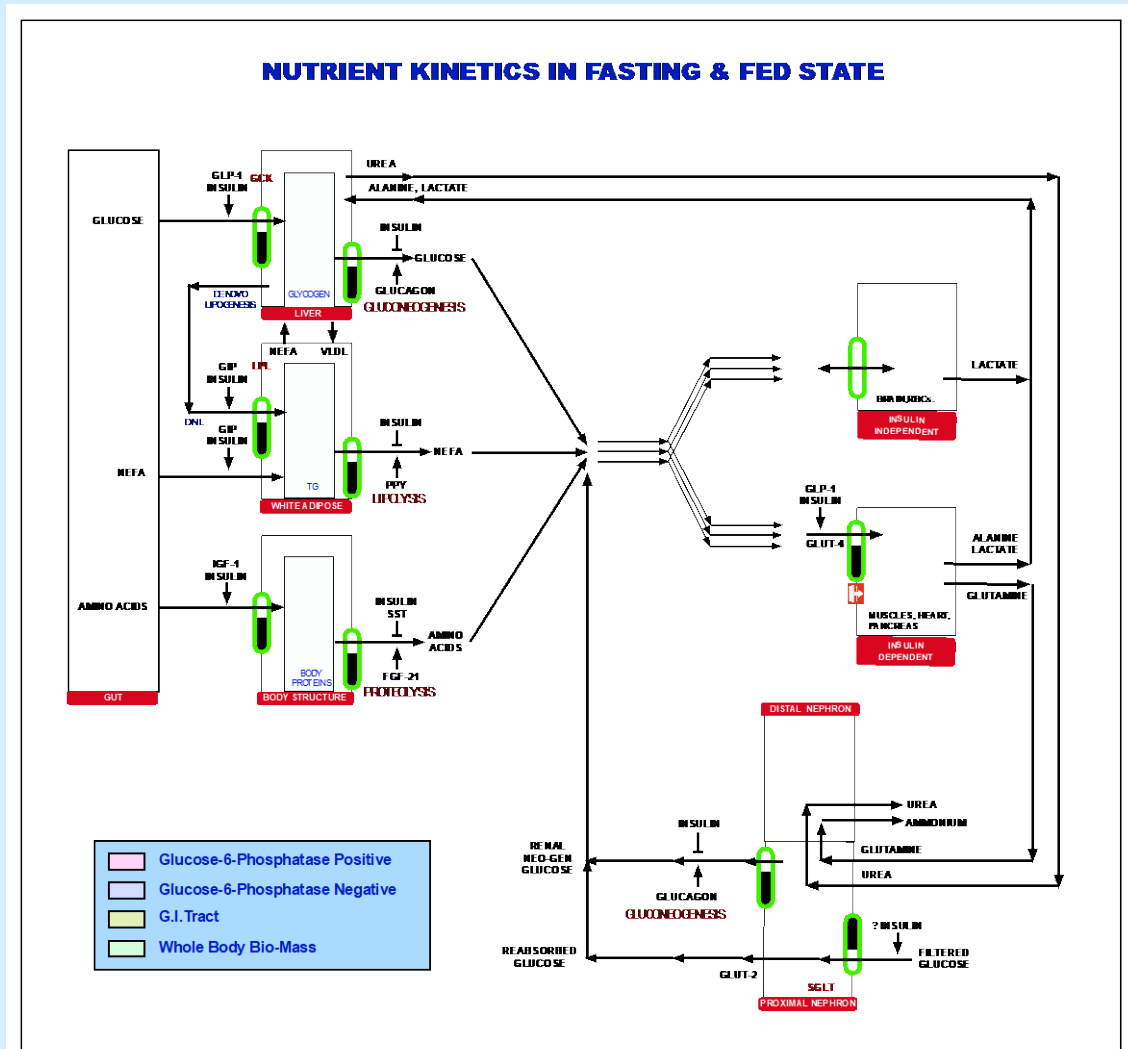 NUTRIENT KINETICS IN FASTING & FED STATE
UREA
GLP-1
INSULIN
GCK
ALANINE, LACTATE
GLUCOSE
INSULIN
GLUCOSE
GLUCAGON
GLUCONEOGENESIS
DENOVO
LIPOGENESIS
GLYCOGEN
LIVER
NEFA
VLDL
GIP
INSULIN
LPL
DNL
GIP
INSULIN
NEFA
NEFA
PPY
LIPOLYSIS
TG
WHITE ADIPOSE
LACTATE
BRAIN,RBCs.
INSULIN
INDEPENDENT
GLP-1
INSULIN
GLUT-4
ALANINE
LACTATE
GLUTAMINE
MUSCLES, HEART,
PANCREAS
INSULIN
DEPENDENT
IGF-1
INSULIN
AMINO ACIDS
INSULIN
SST
AMINO
ACIDS
FGF-21
PROTEOLYSIS
BODY
PROTEINS
GUT
BODY STRUCTURE
DISTAL NEPHRON
UREA
AMMONIUM
GLUTAMINE
UREA
INSULIN
RENAL
NEO-GEN
GLUCOSE
GLUCAGON
GLUCONEOGENESIS
? INSULIN
FILTERED
GLUCOSE
REABSORBED
GLUCOSE
GLUT-2
SGLT
PROXIMAL NEPHRON
Glucose-6-Phosphatase Positive
Glucose-6-Phosphatase Negative
G.I.Tract
Whole Body Bio-Mass